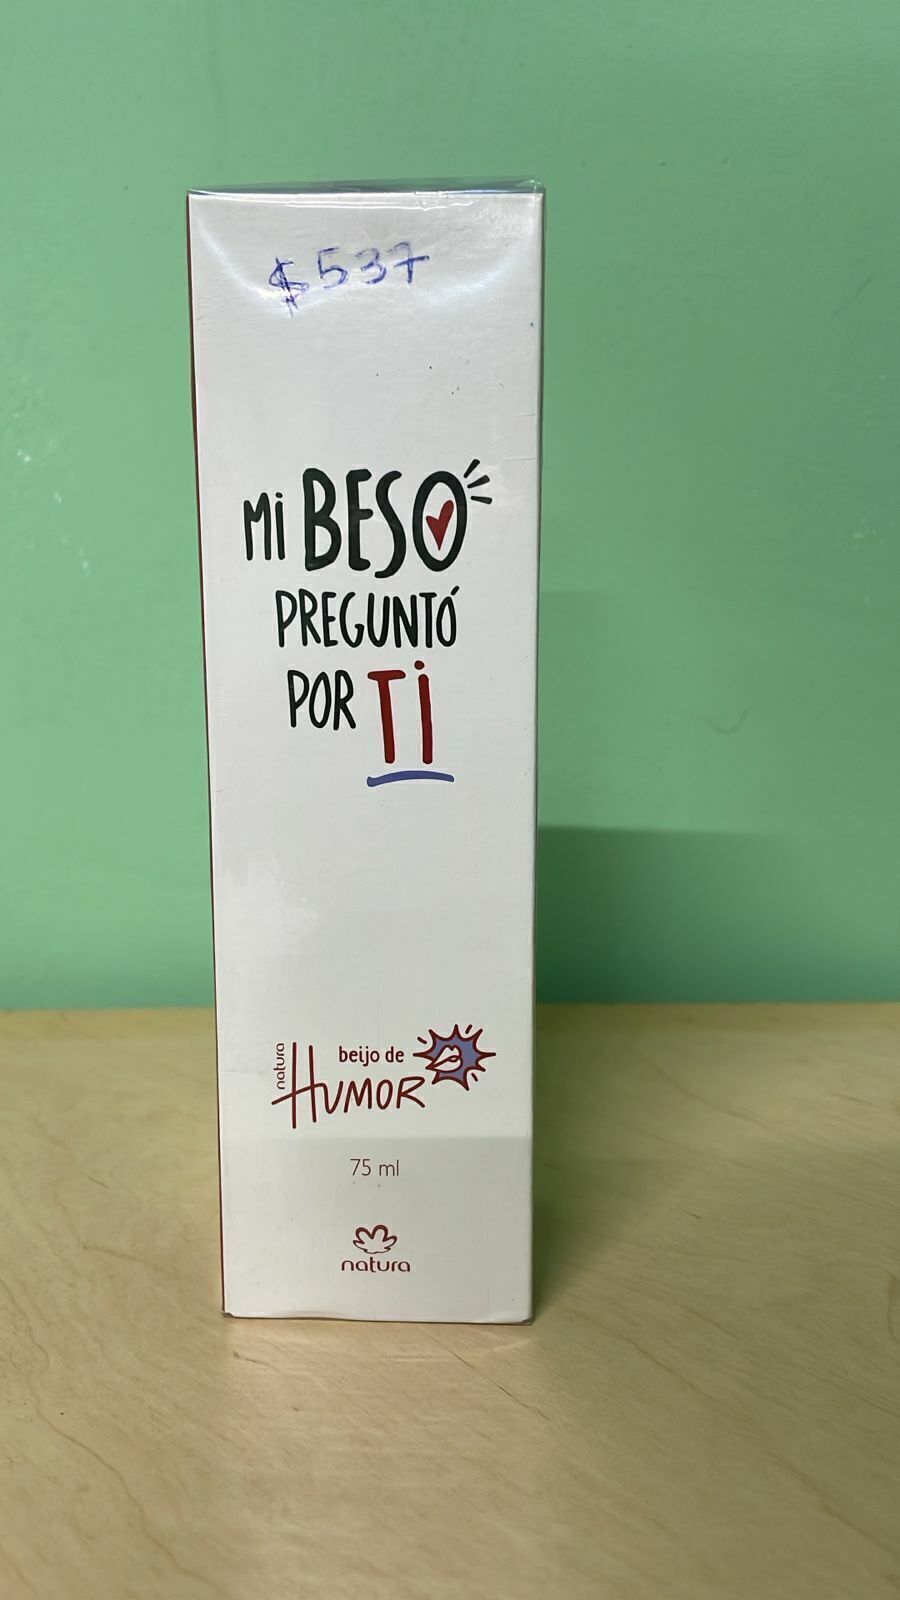 $537
Mi BESO
PREGUNTÓ
POR Ti
natura
beijo de
HUMOR
75 ml
natura